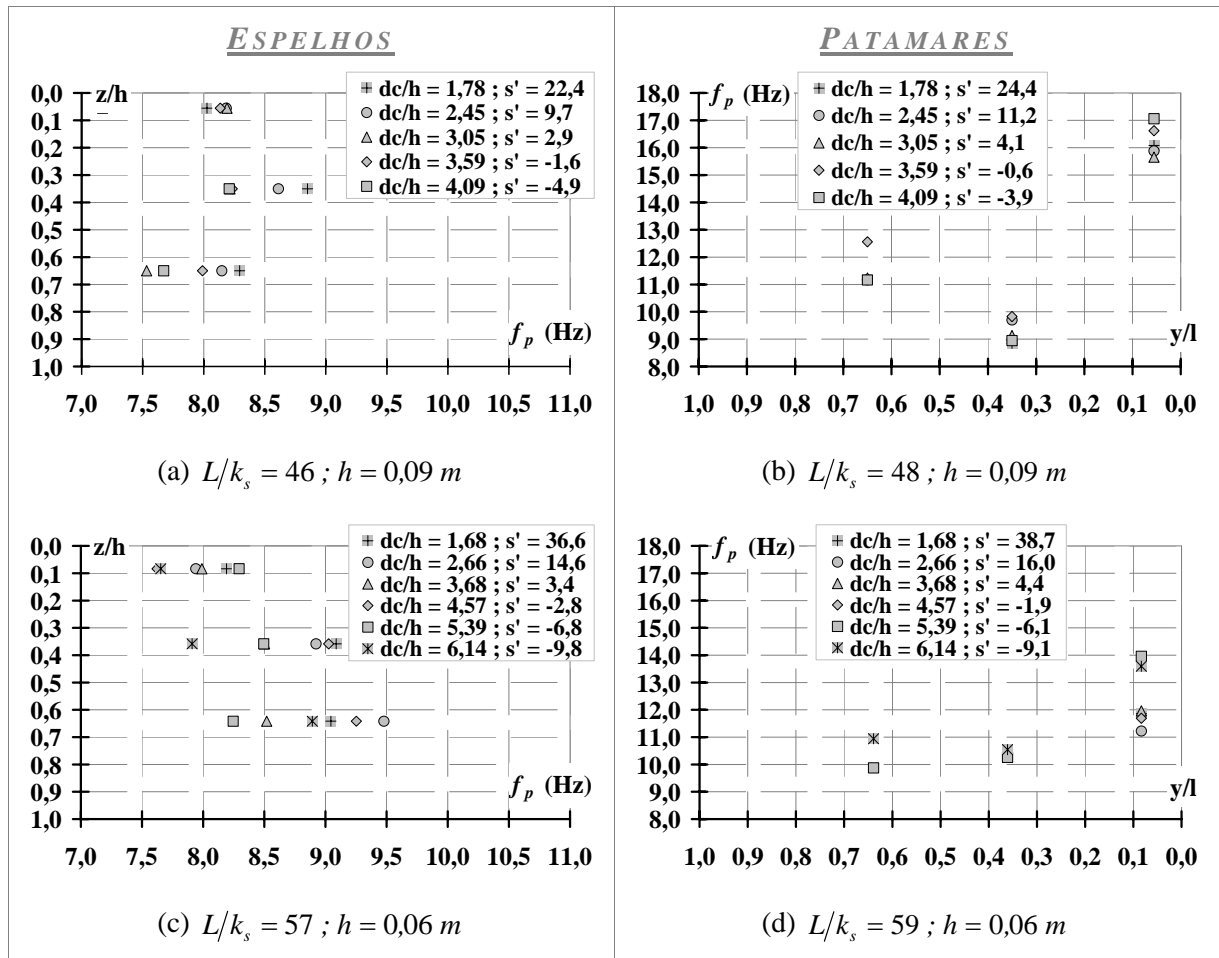 ESPELHOS
z/h
0,0
0,1
0,2
0,3
0,4
0,5
0,6
0,7
0,8
0,9
1,0
dc/h = 1,78 ; s' = 22,4
dc/h = 2,45 ; s' = 9,7
dc/h = 3,05 ; s' = 2,9
dc/h = 3,59 ; s' = -1,6
dc/h = 4,09 ; s' = -4,9
f_p (Hz)
7,0 7,5 8,0 8,5 9,0 9,5 10,0 10,5 11,0
(a) L/k_s = 46 ; h = 0,09 m
PATAMARES
f_p (Hz)
18,0
17,0
16,0
15,0
14,0
13,0
12,0
11,0
10,0
9,0
8,0
dc/h = 1,78 ; s' = 24,4
dc/h = 2,45 ; s' = 11,2
dc/h = 3,05 ; s' = 4,1
dc/h = 3,59 ; s' = -0,6
dc/h = 4,09 ; s' = -3,9
y/l
1,0 0,9 0,8 0,7 0,6 0,5 0,4 0,3 0,2 0,1 0,0
(b) L/k_s = 48 ; h = 0,09 m
z/h
0,0
0,1
0,2
0,3
0,4
0,5
0,6
0,7
0,8
0,9
1,0
dc/h = 1,68 ; s' = 36,6
dc/h = 2,66 ; s' = 14,6
dc/h = 3,68 ; s' = 3,4
dc/h = 4,57 ; s' = -2,8
dc/h = 5,39 ; s' = -6,8
dc/h = 6,14 ; s' = -9,8
f_p (Hz)
7,0 7,5 8,0 8,5 9,0 9,5 10,0 10,5 11,0
(c) L/k_s = 57 ; h = 0,06 m
f_p (Hz)
18,0
17,0
16,0
15,0
14,0
13,0
12,0
11,0
10,0
9,0
8,0
dc/h = 1,68 ; s' = 38,7
dc/h = 2,66 ; s' = 16,0
dc/h = 3,68 ; s' = 4,4
dc/h = 4,57 ; s' = -1,9
dc/h = 5,39 ; s' = -6,1
dc/h = 6,14 ; s' = -9,1
y/l
1,0 0,9 0,8 0,7 0,6 0,5 0,4 0,3 0,2 0,1 0,0
(d) L/k_s = 59 ; h = 0,06 m